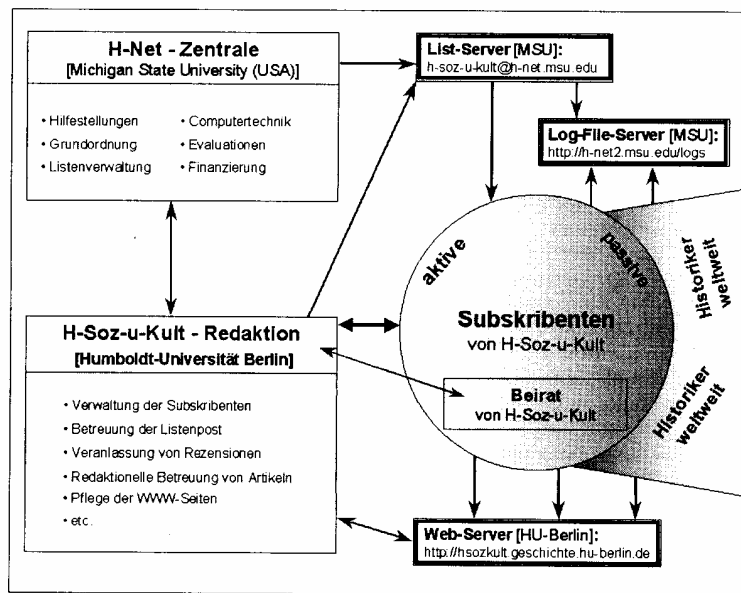 H-Net - Zentrale
[Michigan State University (USA)]
• Hilfestellungen
• Grundordnung
• Listenverwaltung
• Computertechnik
• Evaluationen
• Finanzierung
List-Server [MSU]:
h-soz-u-kult@h-net.msu.edu
Log-File-Server [MSU]:
http://h-net2.msu.edu/logs
aktive
passive
Historiker
weltweit
Subskribenten
von H-Soz-u-Kult
Beirat
von H-Soz-u-Kult
Historiker
weltweit
H-Soz-u-Kult - Redaktion
[Humboldt-Universität Berlin]
• Verwaltung der Subskribenten
• Betreuung der Listenpost
• Veranlassung von Rezensionen
• Redaktionelle Betreuung von Artikeln
• Pflege der WWW-Seiten
• etc.
Web-Server [HU-Berlin]:
http://hsozkult.geschichte.hu-berlin.de